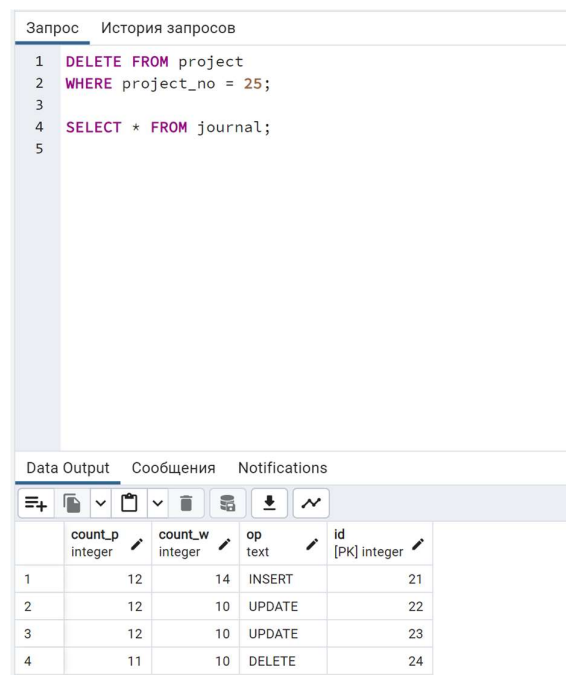 Запрос История запросов
1 DELETE FROM project
2 WHERE project_no = 25;
3
4 SELECT * FROM journal;
5
Data Output Сообщения Notifications
count_p count_w op id
integer integer text [PK] integer
1 12 14 INSERT 21
2 12 10 UPDATE 22
3 12 10 UPDATE 23
4 11 10 DELETE 24